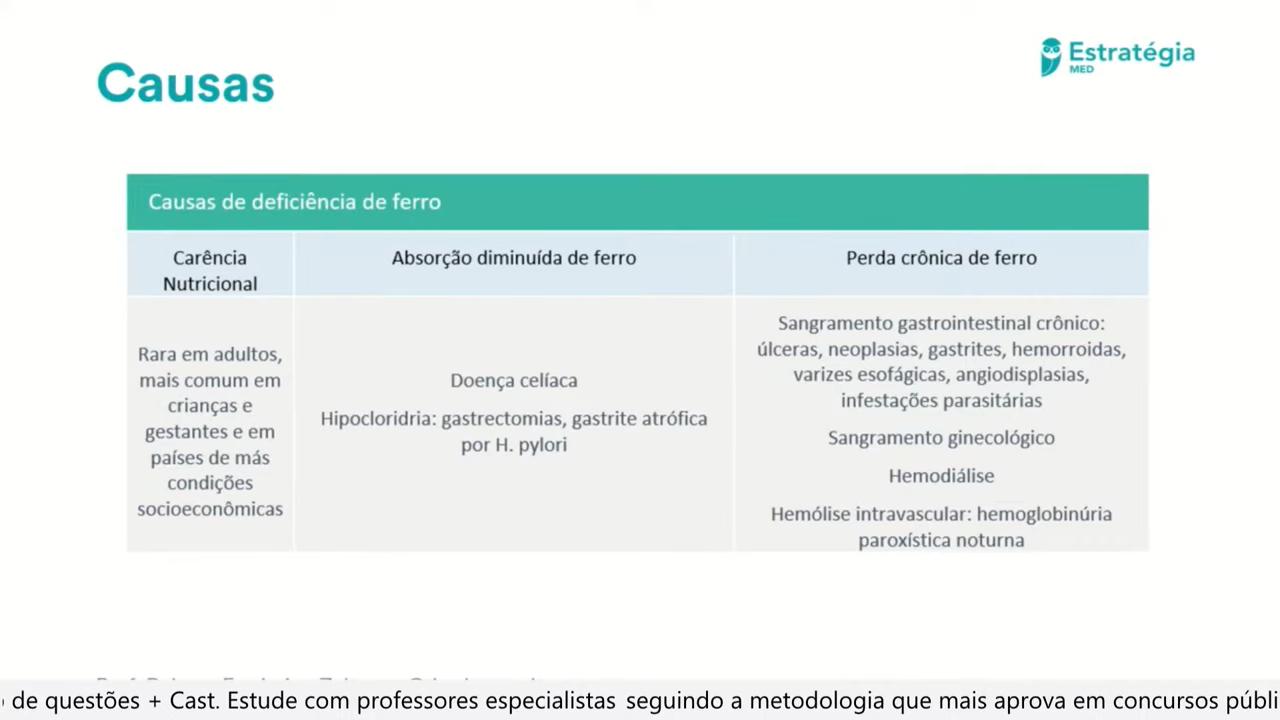 Causas
Estratégia
MED
Causas de deficiência de ferro
Carência
Nutricional
Absorção diminuída de ferro
Perda crônica de ferro
Rara em adultos,
mais comum em
crianças e
gestantes e em
países de más
condições
socioeconômicas
Doença celíaca
Hipocloridria: gastrectomias, gastrite atrófica
por H. pylori
Sangramento gastrointestinal crônico:
úlceras, neoplasias, gastrites, hemorroidas,
varizes esofágicas, angiodisplasias,
infestações parasitárias
Sangramento ginecológico
Hemodiálise
Hemólise intravascular: hemoglobinúria
paroxística noturna
de questões + Cast. Estude com professores especialistas seguindo a metodologia que mais aprova em concursos públi